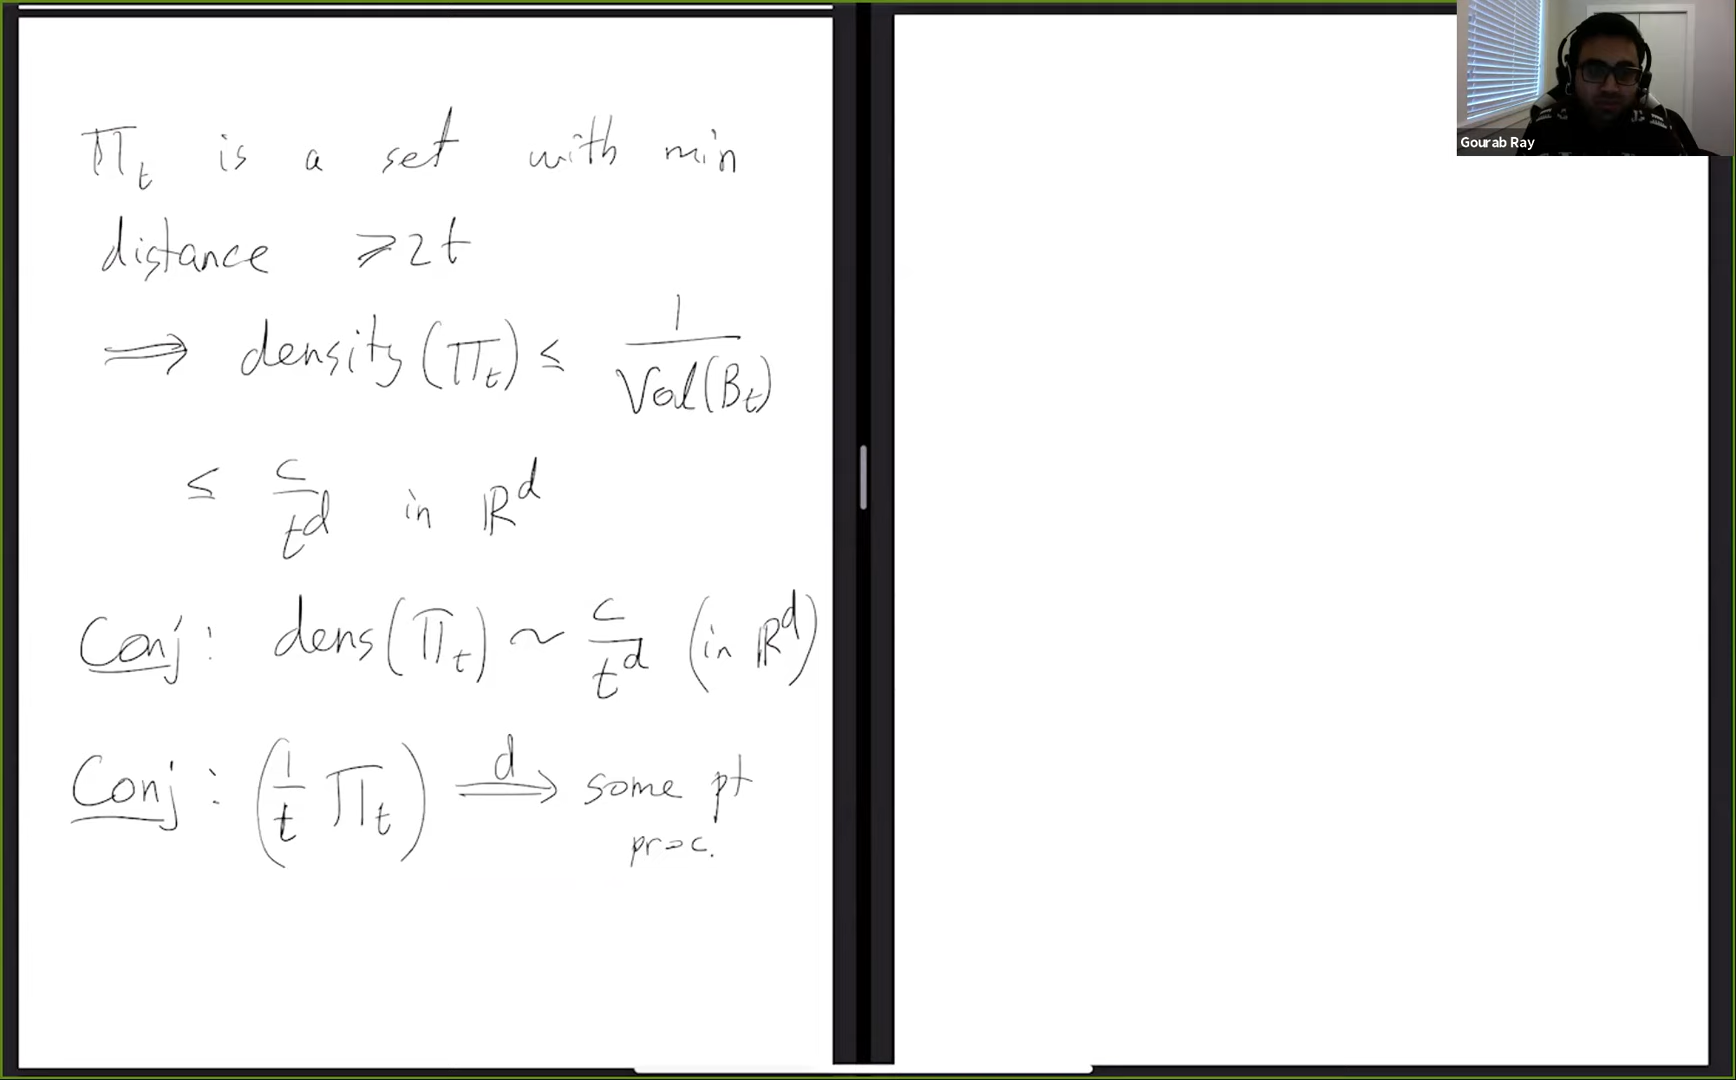 Π_t is a set with min
distance ⩾ 2t
⟹ density(Π_t) ≤ 1/Vol(B_t)
≤ c/t^d in ℝ^d
Conj: dens(Π_t) ~ c/t^d (in ℝ^d)
Conj: (1/t Π_t) ⟹^d some pt
proc.
Gourab Ray